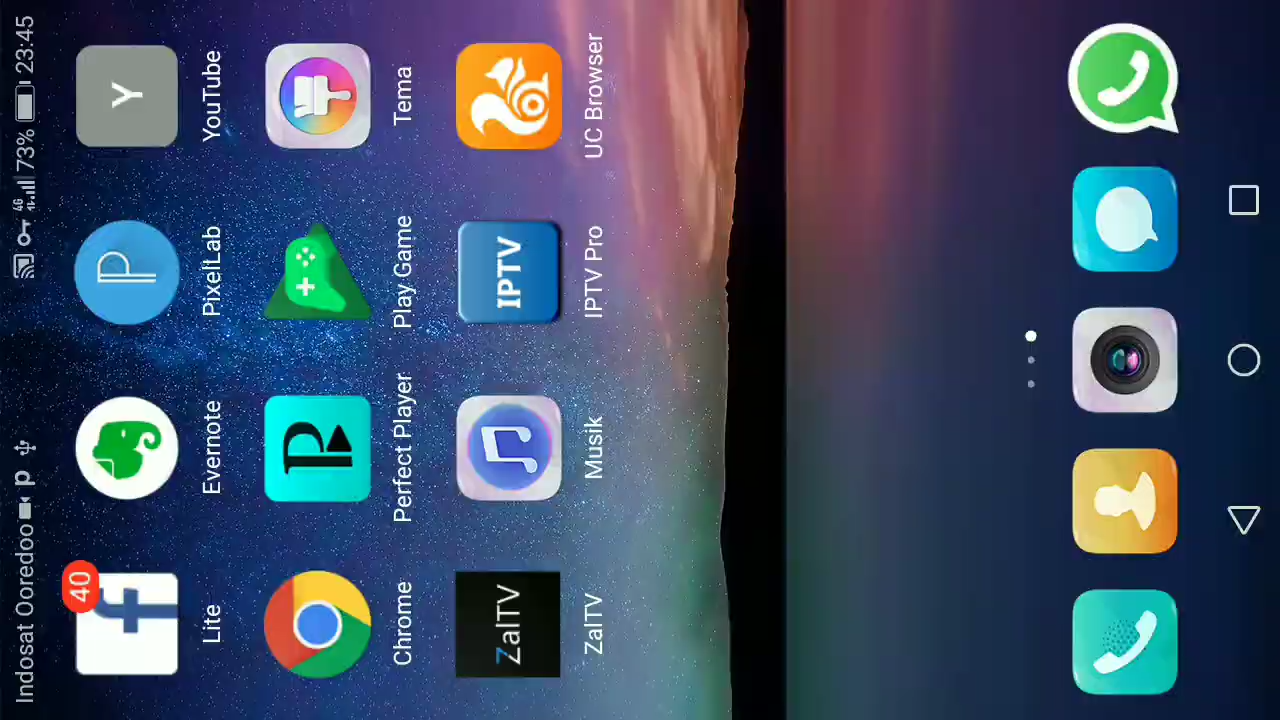 Indosat Ooredoo 4G 73% 23:45
40
Lite
Evernote
PixelLab
Y
YouTube
Chrome
Perfect Player
Play Game
Tema
ZalTV
ZalTV
Musik
IPTV
IPTV Pro
UC Browser